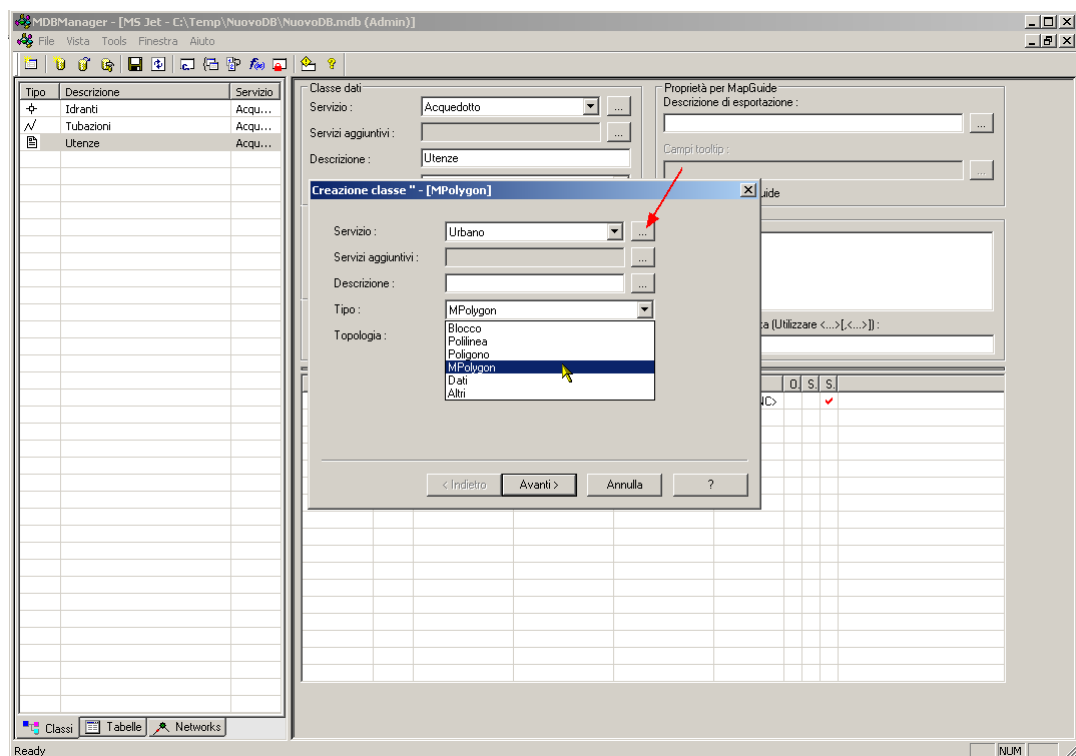 MDBManager - [MS Jet - C:\Temp\NuovoDB\NuovoDB.mdb (Admin)]
File Vista Tools Finestra Aiuto
Tipo Descrizione Servizio
Idranti Acqu...
Tubazioni Acqu...
Utenze Acqu...
Classe dati
Servizio : Acquedotto ...
Servizi aggiuntivi : ...
Descrizione : Utenze
Proprietà per MapGuide
Descrizione di esportazione :
...
Campi tooltip :
...
uide
Creazione classe '' - [MPolygon]
Servizio : Urbano ...
Servizi aggiuntivi : ...
Descrizione : ...
Tipo : MPolygon
Topologia :
Blocco
Polilinea
Poligono
MPolygon
Dati
Altri
< Indietro Avanti > Annulla ?
a (Utilizzare <...>[,<...>]) :
O. S. S.
IC>
Classi Tabelle Networks
Ready NUM